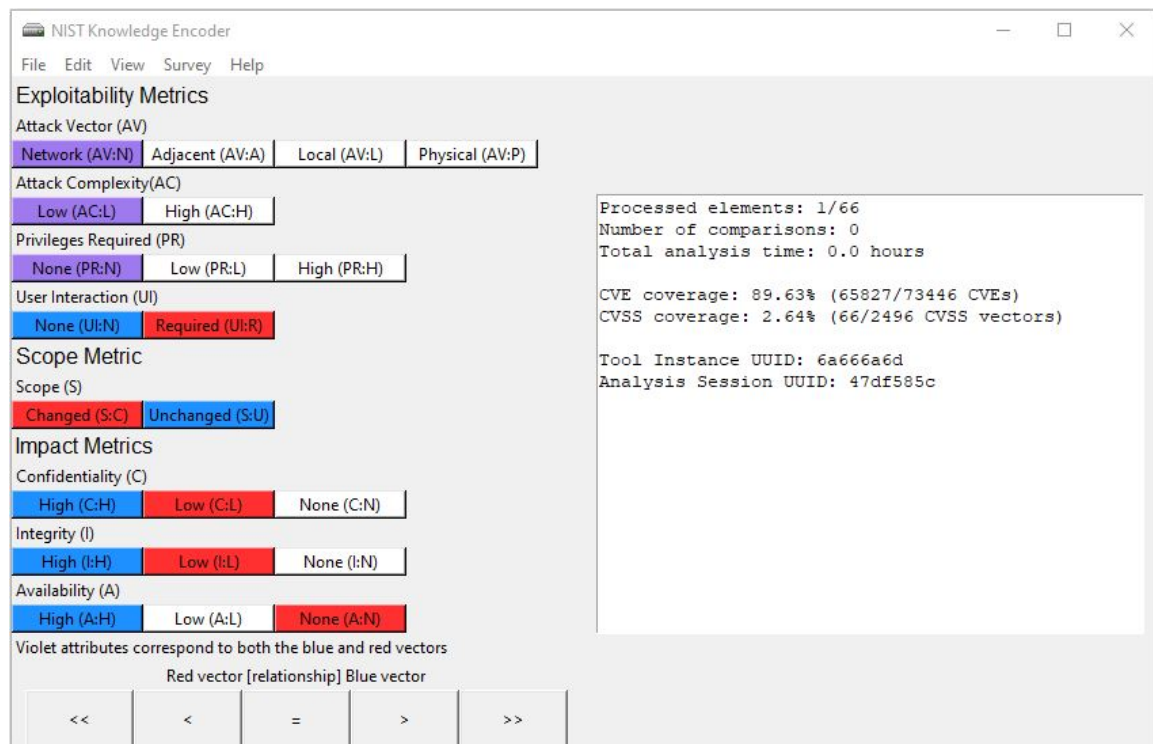 NIST Knowledge Encoder
File Edit View Survey Help
Exploitability Metrics
Attack Vector (AV)
Network (AV:N) Adjacent (AV:A) Local (AV:L) Physical (AV:P)
Attack Complexity(AC)
Low (AC:L) High (AC:H)
Privileges Required (PR)
None (PR:N) Low (PR:L) High (PR:H)
User Interaction (UI)
None (UI:N) Required (UI:R)
Scope Metric
Scope (S)
Changed (S:C) Unchanged (S:U)
Impact Metrics
Confidentiality (C)
High (C:H) Low (C:L) None (C:N)
Integrity (I)
High (I:H) Low (I:L) None (I:N)
Availability (A)
High (A:H) Low (A:L) None (A:N)
Violet attributes correspond to both the blue and red vectors
Red vector [relationship] Blue vector
<< < = > >>
Processed elements: 1/66
Number of comparisons: 0
Total analysis time: 0.0 hours
CVE coverage: 89.63% (65827/73446 CVEs)
CVSS coverage: 2.64% (66/2496 CVSS vectors)
Tool Instance UUID: 6a666a6d
Analysis Session UUID: 47df585c